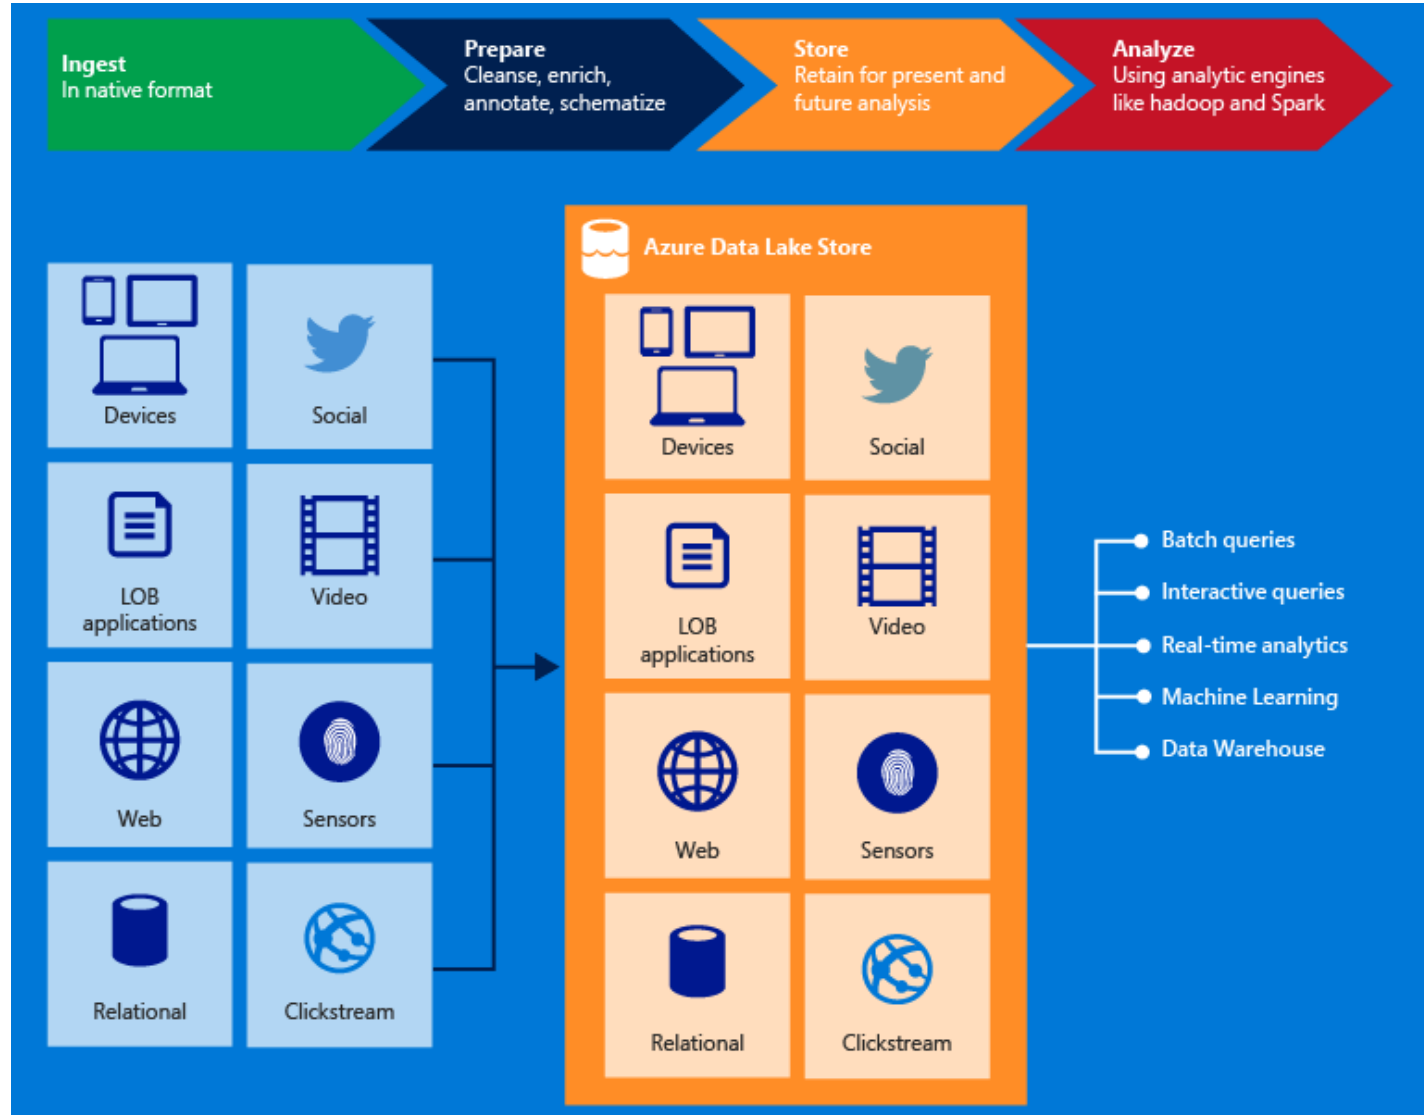 Ingest
In native format
Prepare
Cleanse, enrich,
annotate, schematize
Store
Retain for present and
future analysis
Analyze
Using analytic engines
like hadoop and Spark
Devices
Social
LOB
applications
Video
Web
Sensors
Relational
Clickstream
Azure Data Lake Store
Devices
Social
LOB
applications
Video
Web
Sensors
Relational
Clickstream
Batch queries
Interactive queries
Real-time analytics
Machine Learning
Data Warehouse